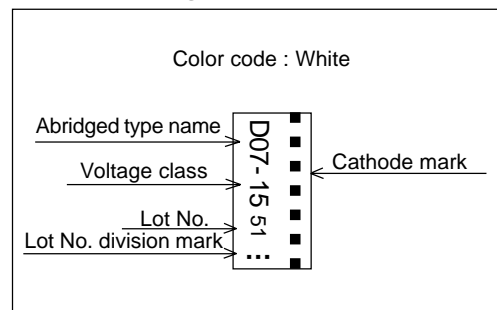 Color code : White
Abridged type name
Voltage class
Lot No.
Lot No. division mark
D07-15 51
Cathode mark